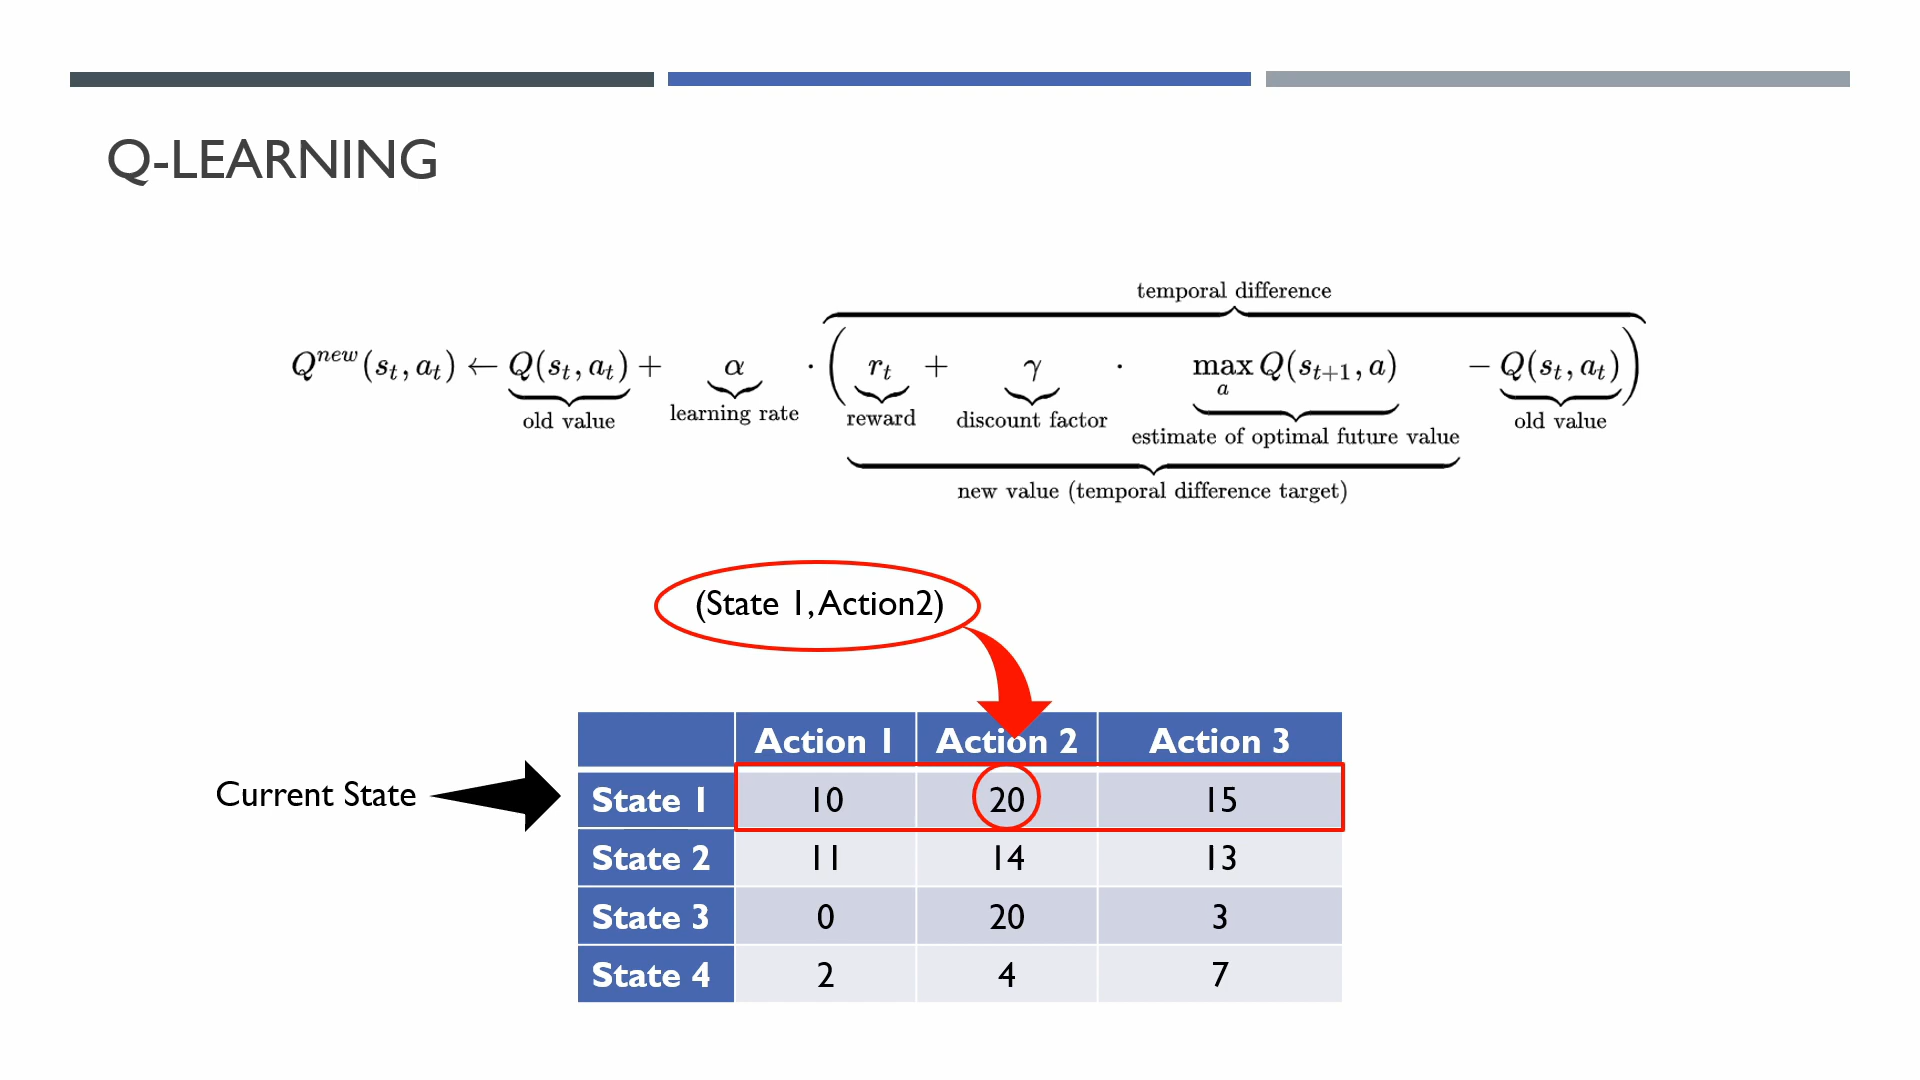 Q-LEARNING
temporal difference
Q^{new}(s_t, a_t) ← Q(s_t, a_t) + α · ( r_t + γ · max_a Q(s_{t+1}, a) − Q(s_t, a_t) )
old value learning rate reward discount factor estimate of optimal future value old value
new value (temporal difference target)
(State 1, Action2)
Action 1 Action 2 Action 3
Current State State 1 10 20 15
State 2 11 14 13
State 3 0 20 3
State 4 2 4 7